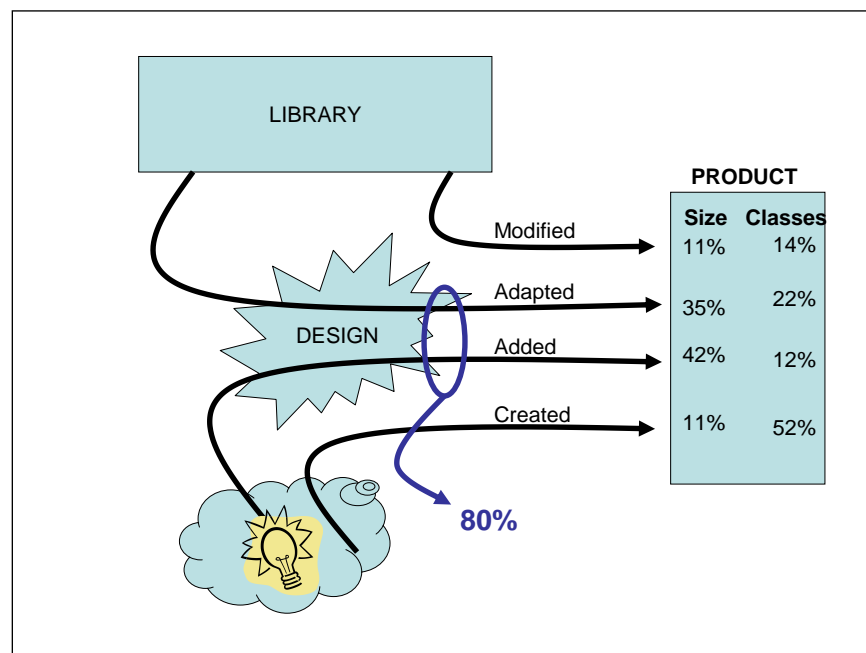 LIBRARY
PRODUCT
Size Classes
Modified 11% 14%
Adapted 35% 22%
DESIGN
Added 42% 12%
Created 11% 52%
80%